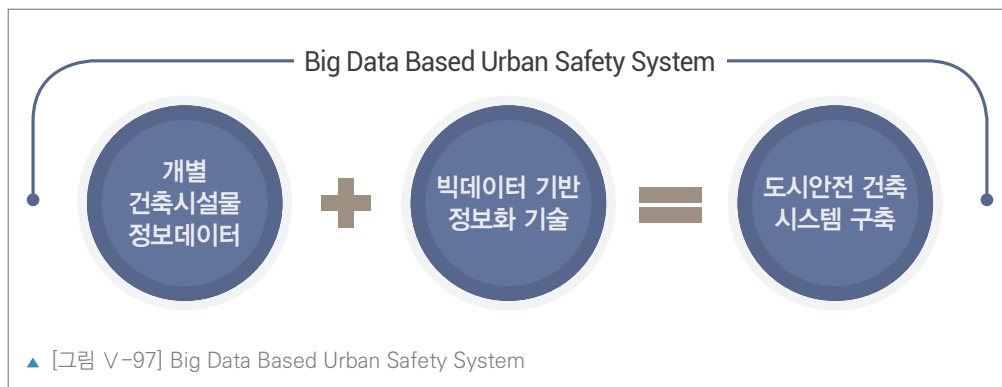 Big Data Based Urban Safety System
개별
건축시설물
정보데이터
+
빅데이터 기반
정보화 기술
=
도시안전 건축
시스템 구축
▲ [그림 Ⅴ-97] Big Data Based Urban Safety System